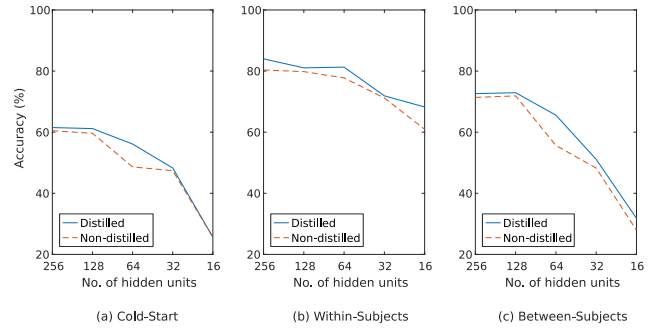 Accuracy (%)
100
80
60
40
20
Distilled
Non-distilled
256 128 64 32 16
No. of hidden units
(a) Cold-Start
100
80
60
40
20
Distilled
Non-distilled
256 128 64 32 16
No. of hidden units
(b) Within-Subjects
100
80
60
40
20
Distilled
Non-distilled
256 128 64 32 16
No. of hidden units
(c) Between-Subjects